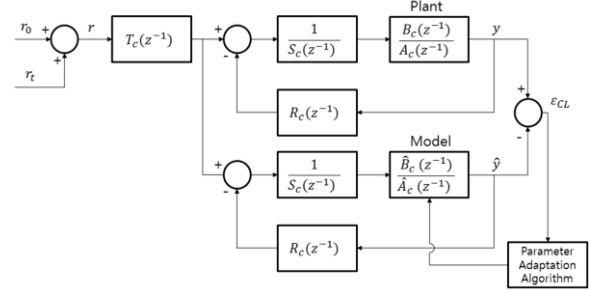 Plant
r₀ + r T_c(z⁻¹) + - 1/S_c(z⁻¹) B_c(z⁻¹)/A_c(z⁻¹) y
+
r_t
R_c(z⁻¹) + ε_CL
-
Model
+ - 1/S_c(z⁻¹) B̂_c(z⁻¹)/Â_c(z⁻¹) ŷ
R_c(z⁻¹)
Parameter
Adaptation
Algorithm